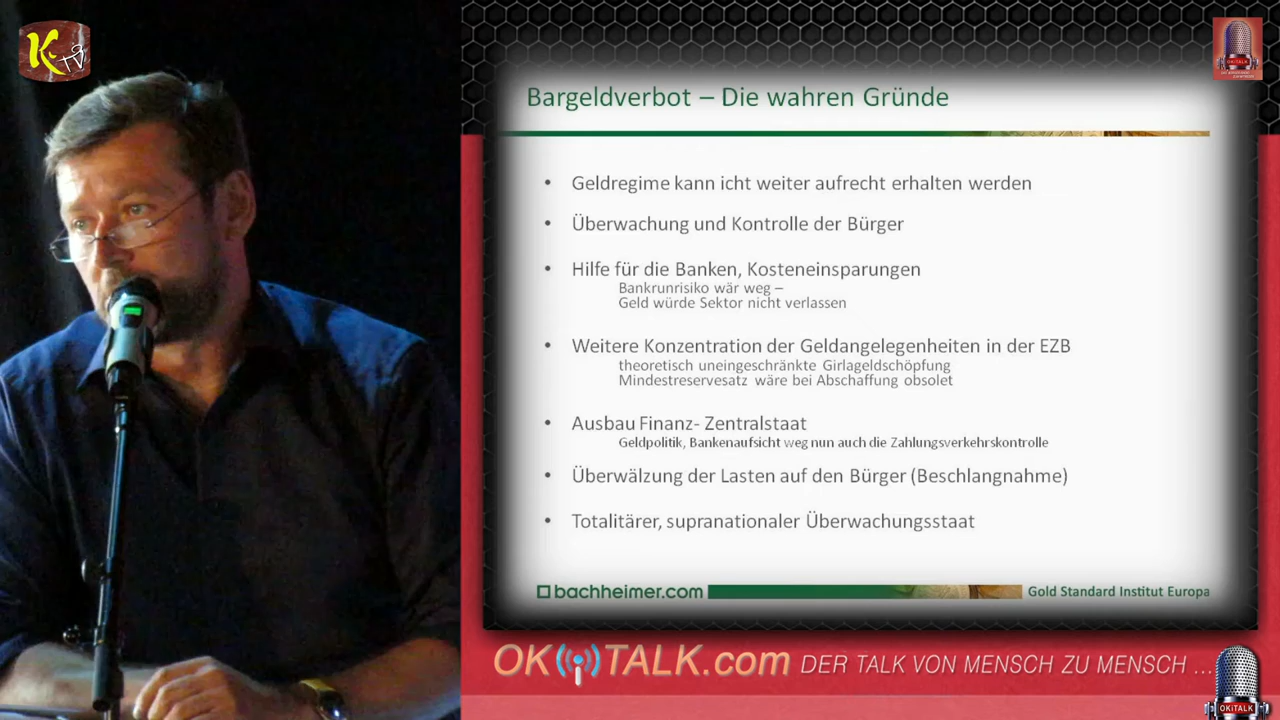 K-TV
OKiTALK
Bargeldverbot – Die wahren Gründe
• Geldregime kann icht weiter aufrecht erhalten werden
• Überwachung und Kontrolle der Bürger
• Hilfe für die Banken, Kosteneinsparungen
Bankrunrisiko wär weg –
Geld würde Sektor nicht verlassen
• Weitere Konzentration der Geldangelegenheiten in der EZB
theoretisch uneingeschränkte Girlageldschöpfung
Mindestreservesatz wäre bei Abschaffung obsolet
• Ausbau Finanz- Zentralstaat
Geldpolitik, Bankenaufsicht weg nun auch die Zahlungsverkehrskontrolle
• Überwälzung der Lasten auf den Bürger (Beschlangnahme)
• Totalitärer, supranationaler Überwachungsstaat
bachheimer.com
Gold Standard Institut Europa
OKiTALK.com DER TALK VON MENSCH ZU MENSCH ...
OKiTALK